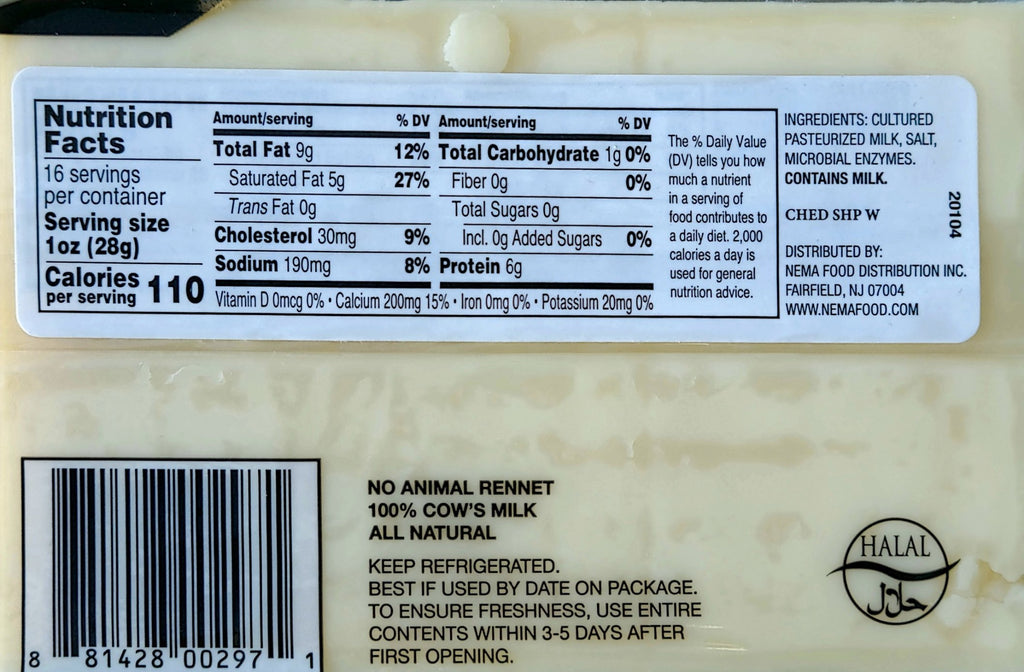 Nutrition
Facts
16 servings
per container
Serving size
1oz (28g)
Calories 110
per serving
Amount/serving % DV
Total Fat 9g 12%
Saturated Fat 5g 27%
Trans Fat 0g
Cholesterol 30mg 9%
Sodium 190mg 8%
Amount/serving % DV
Total Carbohydrate 1g 0%
Fiber 0g 0%
Total Sugars 0g
Incl. 0g Added Sugars 0%
Protein 6g
Vitamin D 0mcg 0% • Calcium 200mg 15% • Iron 0mg 0% • Potassium 20mg 0%
The % Daily Value
(DV) tells you how
much a nutrient
in a serving of
food contributes to
a daily diet. 2,000
calories a day is
used for general
nutrition advice.
INGREDIENTS: CULTURED
PASTEURIZED MILK, SALT,
MICROBIAL ENZYMES.
CONTAINS MILK.
CHED SHP W
DISTRIBUTED BY:
NEMA FOOD DISTRIBUTION INC.
FAIRFIELD, NJ 07004
WWW.NEMAFOOD.COM
20104
8 81428 00297 1
NO ANIMAL RENNET
100% COW'S MILK
ALL NATURAL
KEEP REFRIGERATED.
BEST IF USED BY DATE ON PACKAGE.
TO ENSURE FRESHNESS, USE ENTIRE
CONTENTS WITHIN 3-5 DAYS AFTER
FIRST OPENING.
HALAL
حلال